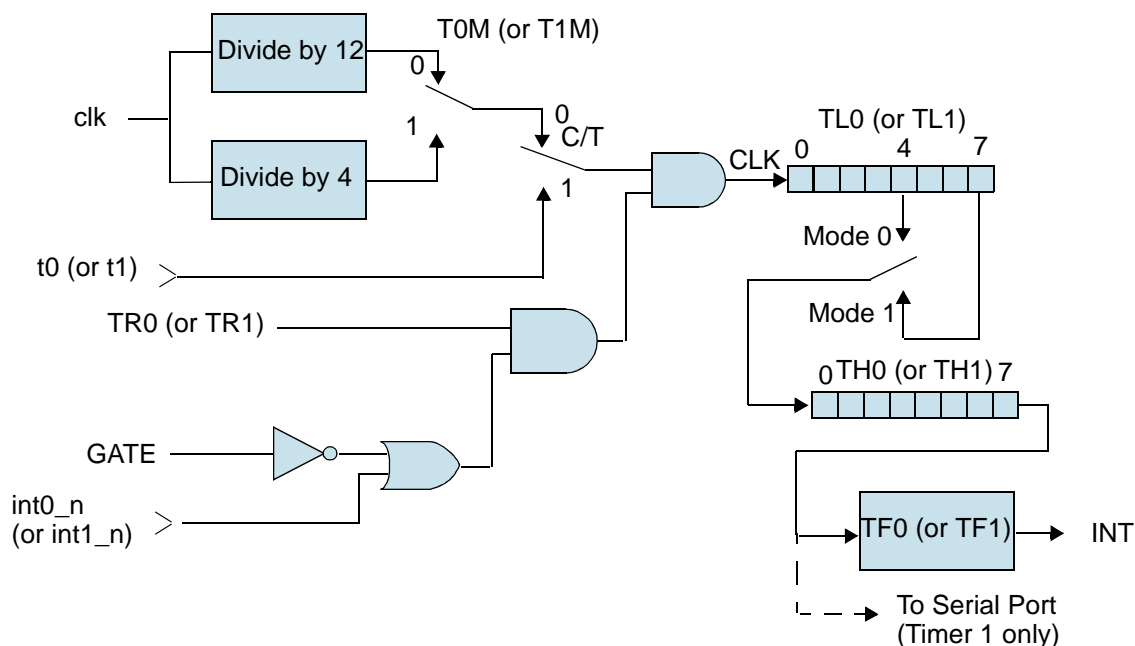 T0M (or T1M)
Divide by 12
0
clk
1
0
C/T
Divide by 4
1
t0 (or t1)
TR0 (or TR1)
GATE
int0_n
(or int1_n)
CLK
TL0 (or TL1)
0 4 7
Mode 0
Mode 1
0 TH0 (or TH1) 7
TF0 (or TF1)
INT
To Serial Port
(Timer 1 only)